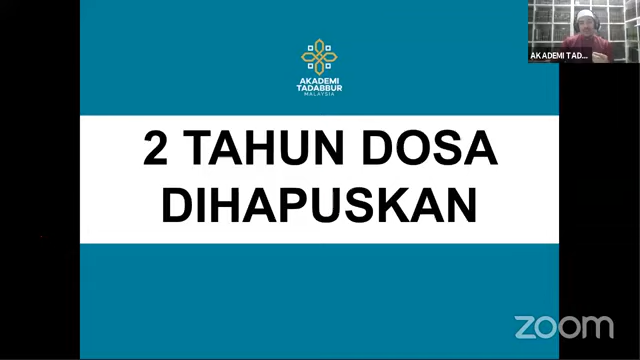 AKADEMI TAD...
AKADEMI
TADABBUR
MALAYSIA
2 TAHUN DOSA
DIHAPUSKAN
zoom